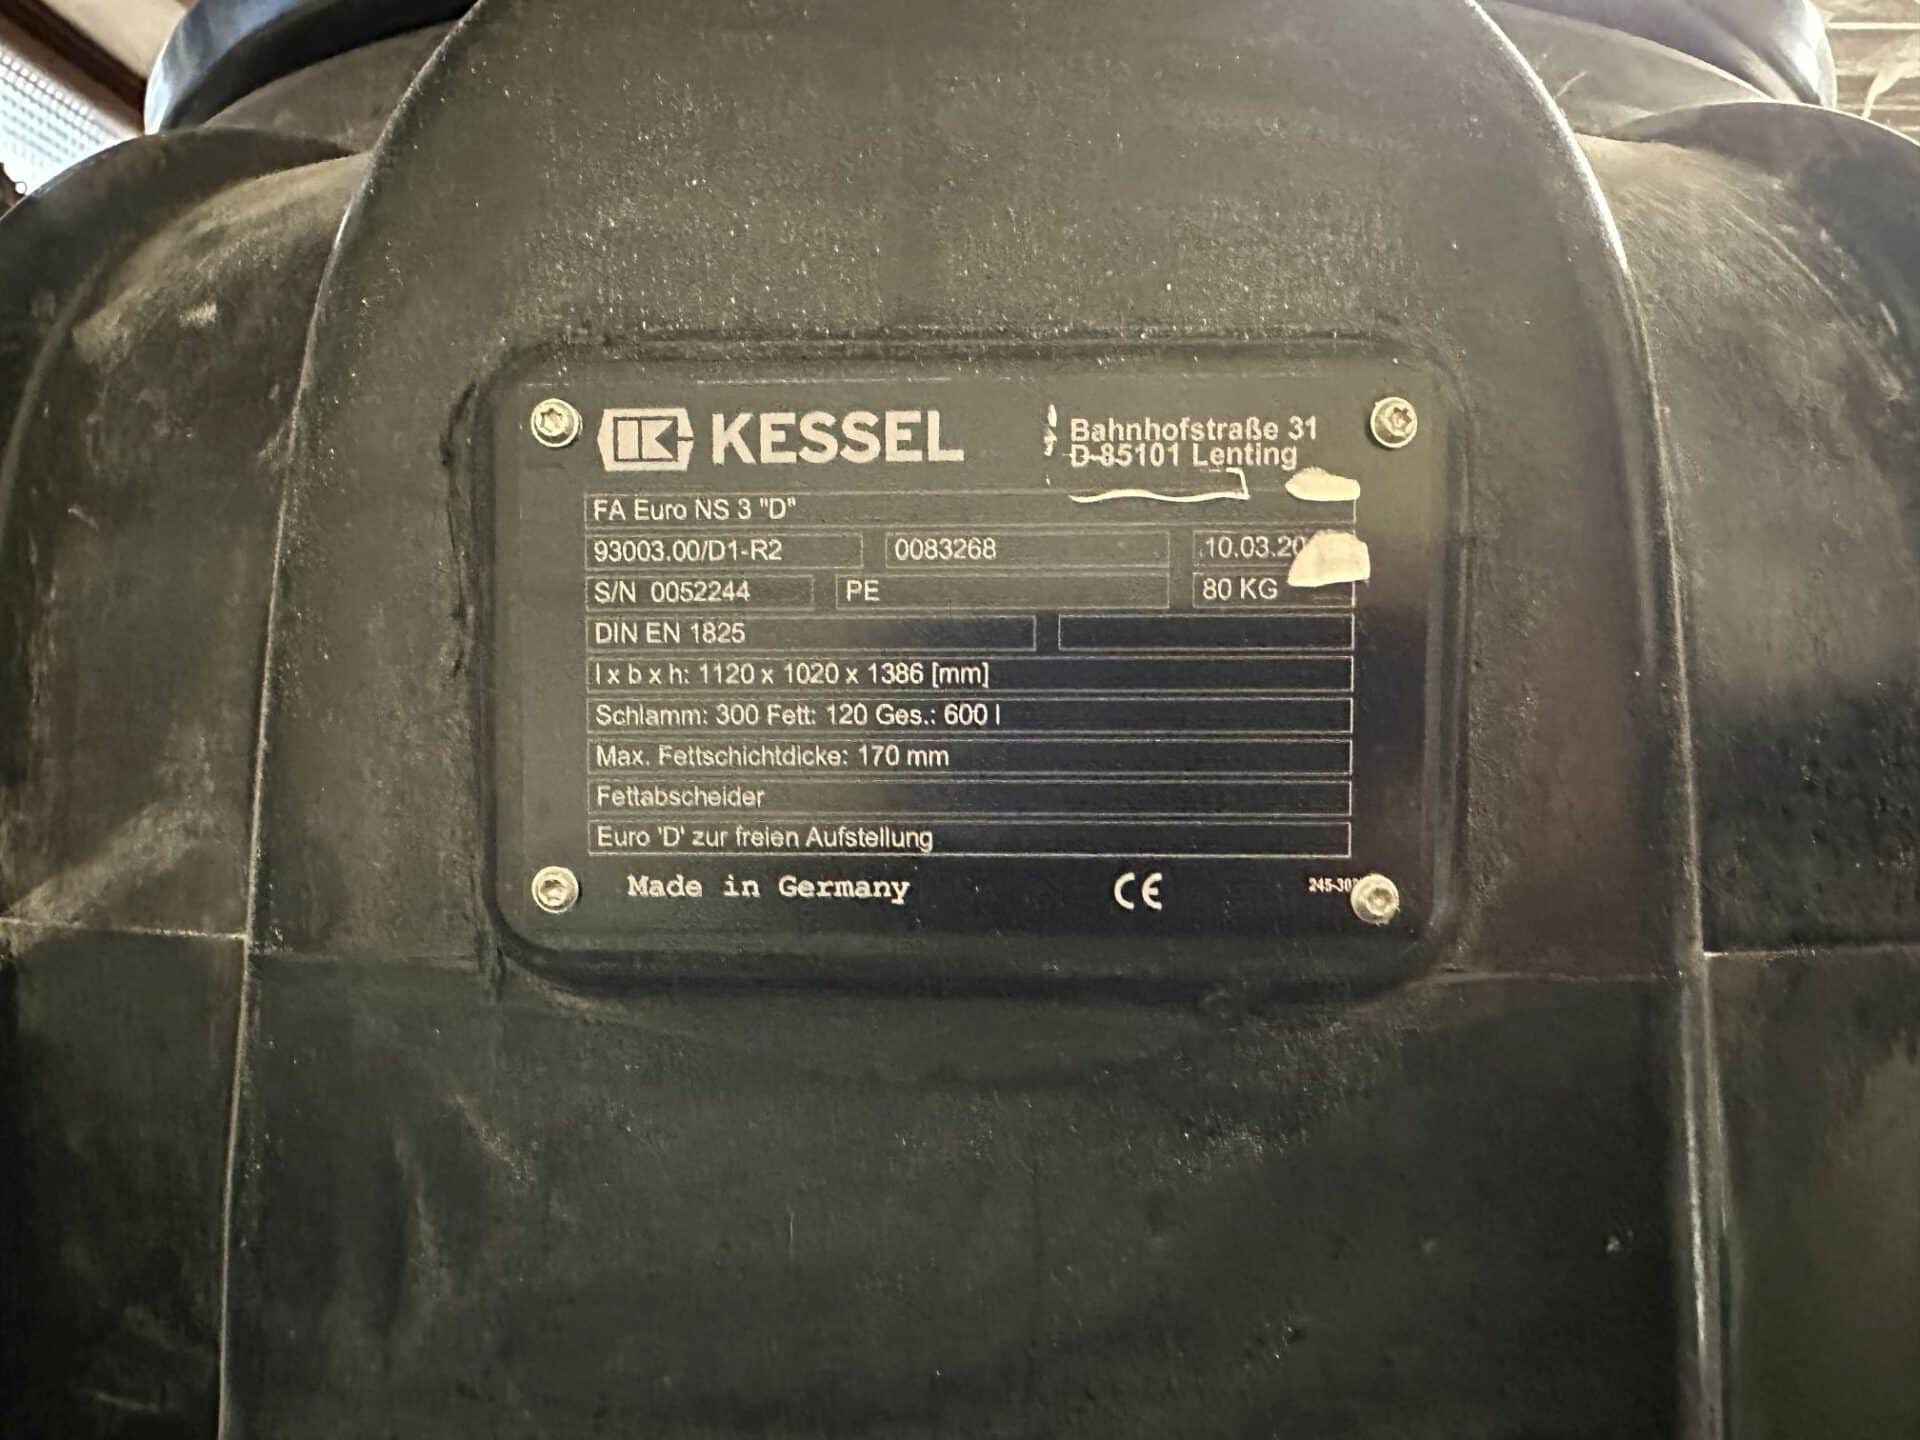 KESSEL
Bahnhofstraße 31
D-85101 Lenting
FA Euro NS 3 "D"
93003.00/D1-R2 0083268
S/N 0052244 PE 80 KG
DIN EN 1825
l x b x h: 1120 x 1020 x 1386 [mm]
Schlamm: 300 Fett: 120 Ges.: 600 l
Max. Fettschichtdicke: 170 mm
Fettabscheider
Euro 'D' zur freien Aufstellung
Made in Germany CE